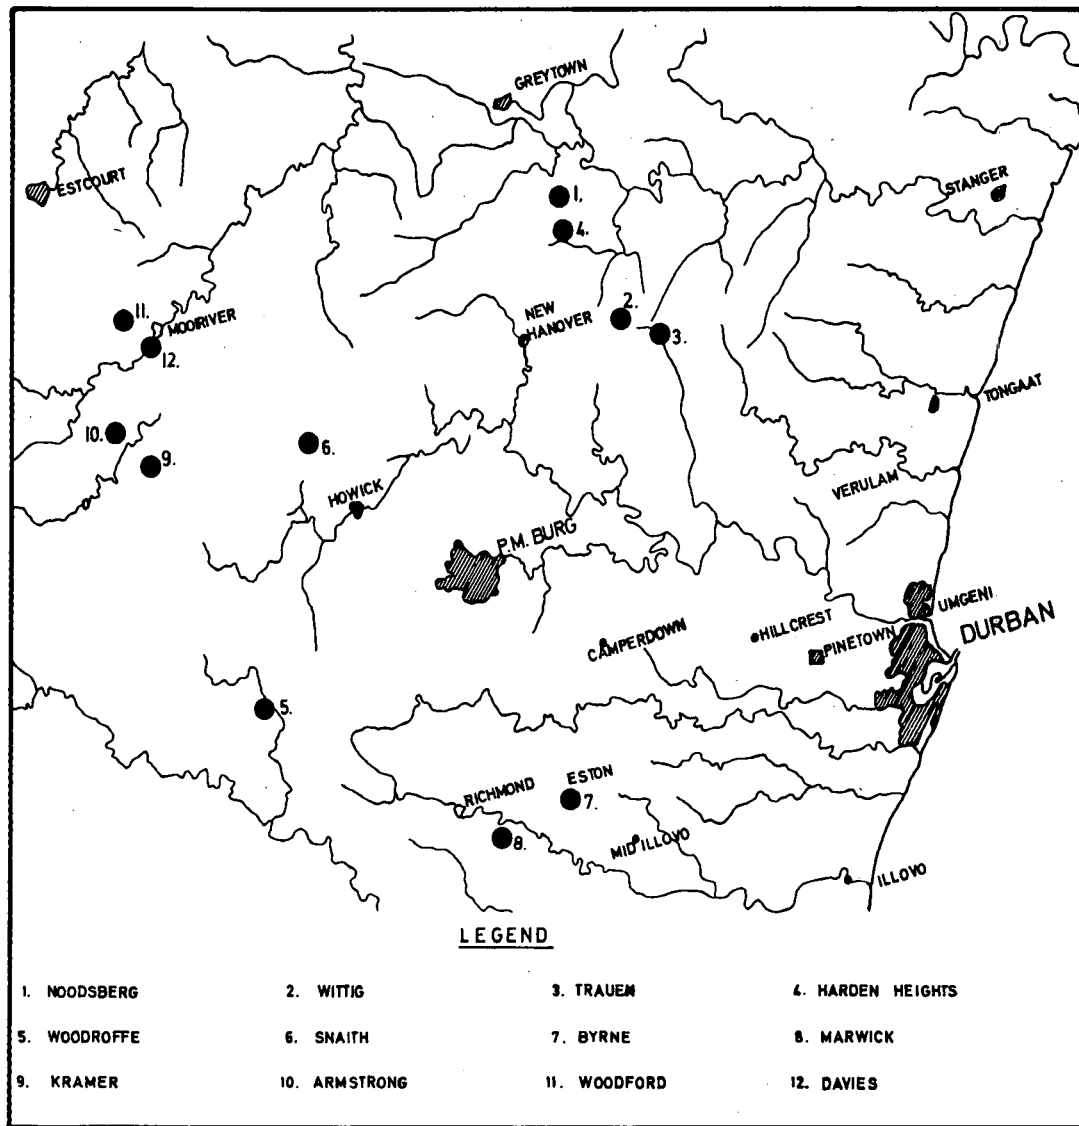 GREYTOWN
ESTCOURT
STANGER
1.
4.
11.
MOOIRIVER
12.
NEW
HANOVER
2.
3.
TONGAAT
10.
9.
6.
HOWICK
VERULAM
P.M. BURG
UMGENI
DURBAN
HILLCREST
PINETOWN
CAMPERDOWN
5.
RICHMOND
ESTON
7.
8.
MID ILLOVO
ILLOVO
LEGEND
1. NOODSBERG 2. WITTIG 3. TRAUEN 4. HARDEN HEIGHTS
5. WOODROFFE 6. SNAITH 7. BYRNE 8. MARWICK
9. KRAMER 10. ARMSTRONG 11. WOODFORD 12. DAVIES